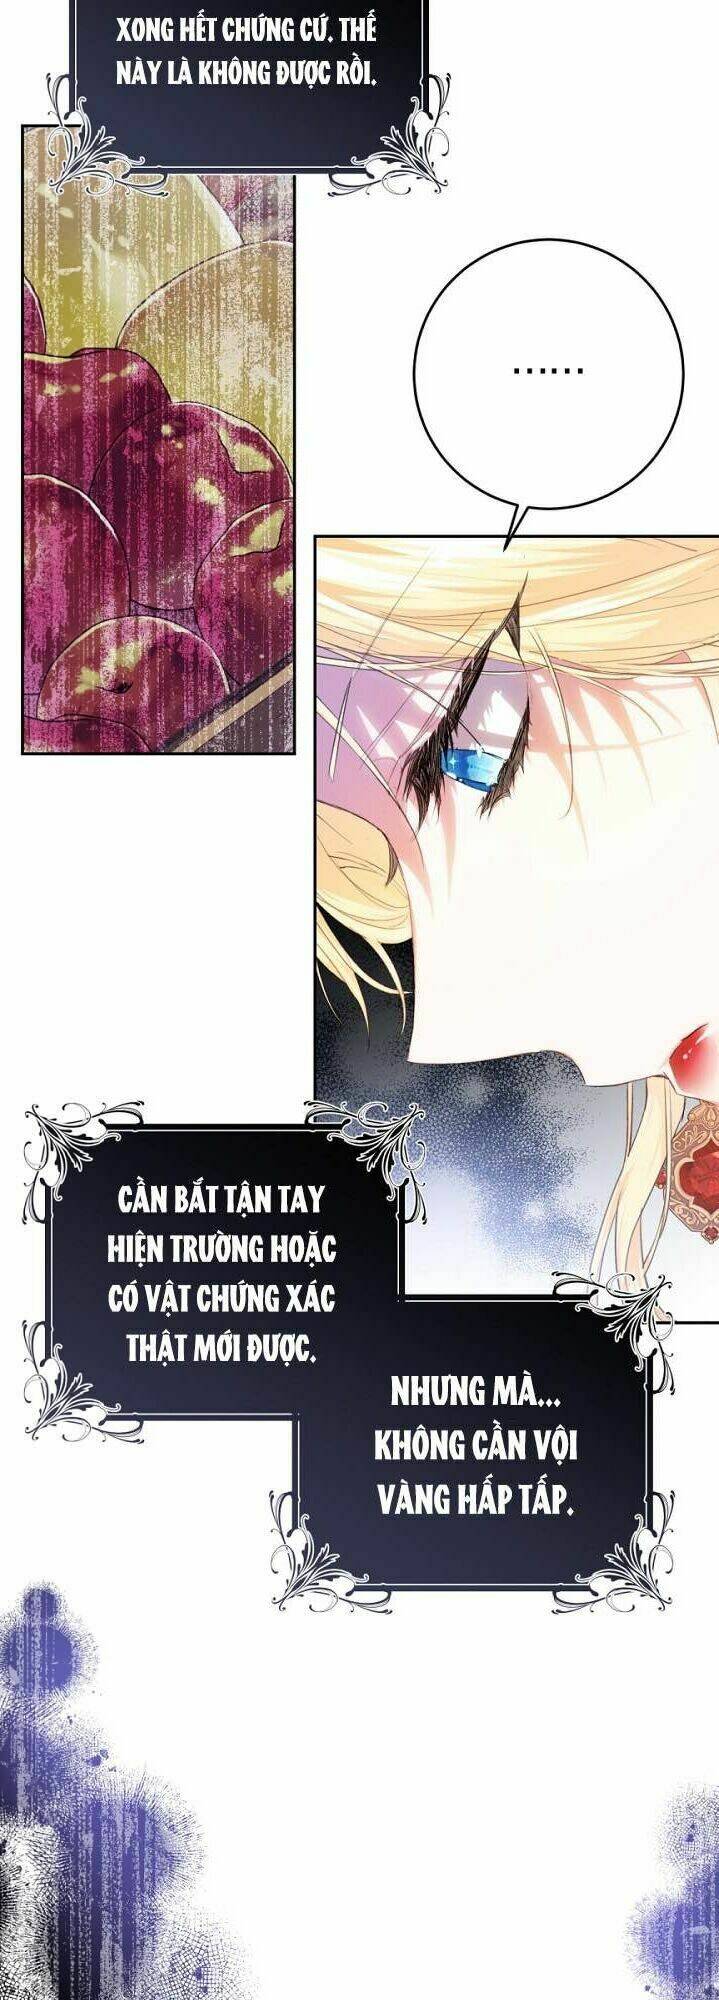 XONG HẾT CHỨNG CỨ. THẾ
NÀY LÀ KHÔNG ĐƯỢC RỒI.
......
CẦN BẮT TẬN TAY
HIỆN TRƯỜNG HOẶC
CÓ VẬT CHỨNG XÁC
THẬT MỚI ĐƯỢC.
NHƯNG MÀ...
KHÔNG CẦN VỘI
VÀNG HẤP TẤP.